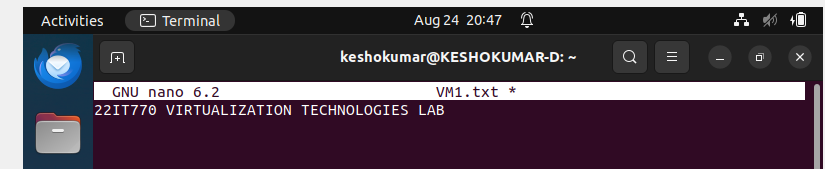 Activities Terminal Aug 24 20:47
keshokumar@KESHOKUMAR-D: ~
GNU nano 6.2 VM1.txt *
22IT770 VIRTUALIZATION TECHNOLOGIES LAB